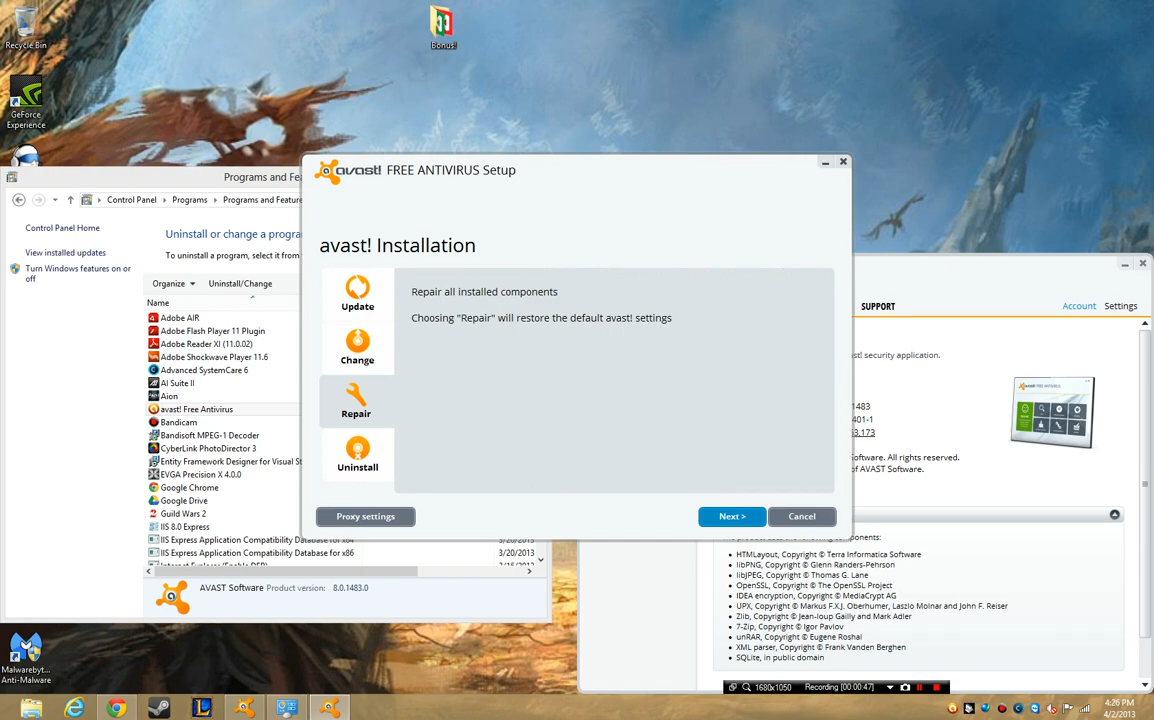 Recycle Bin
GeForce
Experience
Bonus!
Programs and Fea
Control Panel
Programs
Programs and Feature
Control Panel Home
View installed updates
Turn Windows features on or
off
Uninstall or change a progra
To uninstall a program, select it from
Organize
Uninstall/Change
Name
Adobe AIR
Adobe Flash Player 11 Plugin
Adobe Reader XI (11.0.02)
Adobe Shockwave Player 11.6
Advanced SystemCare 6
AI Suite II
Aion
avast! Free Antivirus
Bandicam
Bandisoft MPEG-1 Decoder
CyberLink PhotoDirector 3
Entity Framework Designer for Visual St
EVGA Precision X 4.0.0
Google Chrome
Google Drive
Guild Wars 2
IIS 8.0 Express
IIS Express Application Compatibility Database for x64
3/20/2013
IIS Express Application Compatibility Database for x86
3/20/2013
AVAST Software Product version: 8.0.1483.0
avast! FREE ANTIVIRUS Setup
avast! Installation
Update
Change
Repair
Uninstall
Repair all installed components
Choosing "Repair" will restore the default avast! settings
Proxy settings
Next >
Cancel
SUPPORT
Account
Settings
ast! security application.
1483
401-1
53,173
oftware. All rights reserved.
of AVAST Software.
HTMLayout, Copyright © Terra Informatica Software
libPNG, Copyright © Glenn Randers-Pehrson
libJPEG, Copyright © Thomas G. Lane
OpenSSL, Copyright © The OpenSSL Project
IDEA encryption, Copyright © MediaCrypt AG
UPX, Copyright © Markus F.X.J. Oberhumer, Laszlo Molnar and John F. Reiser
Zlib, Copyright © Jean-loup Gailly and Mark Adler
7-Zip, Copyright © Igor Pavlov
unRAR, Copyright © Eugene Roshal
XML parser, Copyright © Frank Vanden Berghen
SQLite, in public domain
Malwareby...
Anti-Malware
1680x1050
Recording [00:00:47]
4:26 PM
4/2/2013